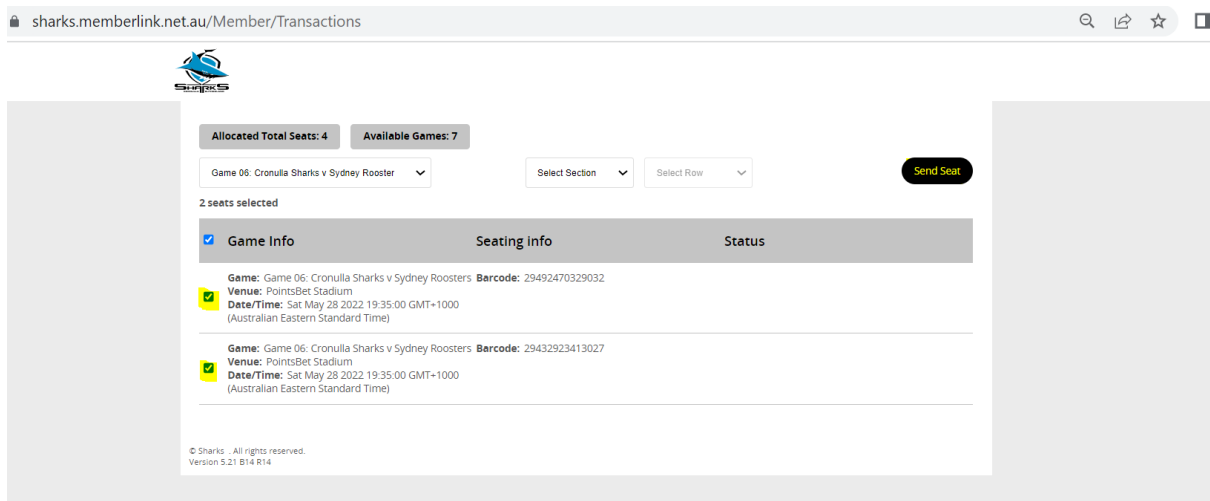 sharks.memberlink.net.au/Member/Transactions
SHARKS
Allocated Total Seats: 4 Available Games: 7
Game 06: Cronulla Sharks v Sydney Rooster Select Section Select Row Send Seat
2 seats selected
Game Info Seating info Status
Game: Game 06: Cronulla Sharks v Sydney Roosters Barcode: 29492470329032
Venue: PointsBet Stadium
Date/Time: Sat May 28 2022 19:35:00 GMT+1000
(Australian Eastern Standard Time)
Game: Game 06: Cronulla Sharks v Sydney Roosters Barcode: 29432923413027
Venue: PointsBet Stadium
Date/Time: Sat May 28 2022 19:35:00 GMT+1000
(Australian Eastern Standard Time)
© Sharks . All rights reserved.
Version 5.21 B14 R14